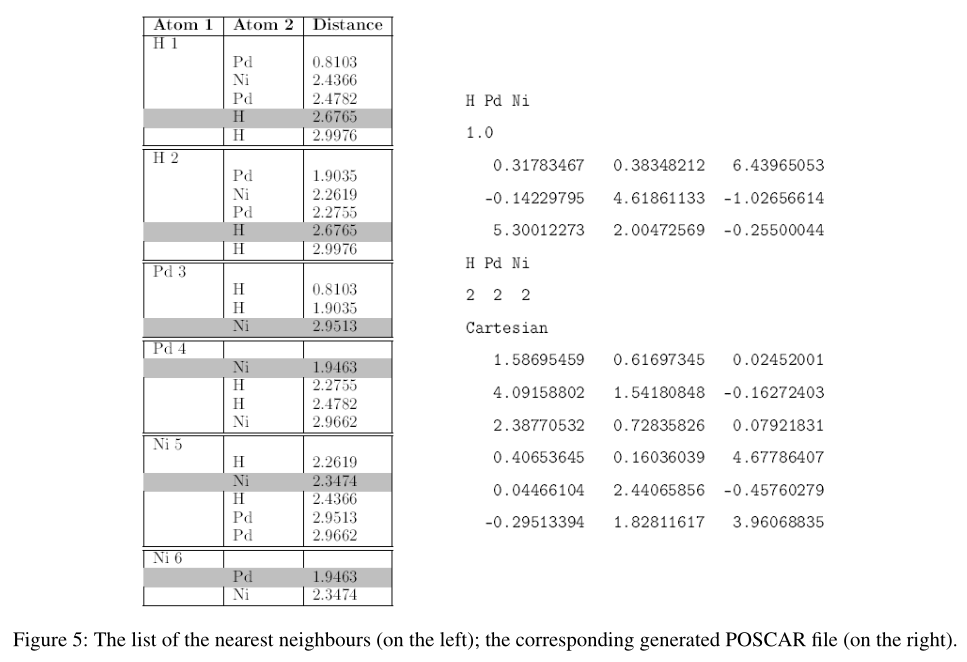 Atom 1 Atom 2 Distance
H 1
Pd 0.8103
Ni 2.4366
Pd 2.4782
H 2.6765
H 2.9976
H 2
Pd 1.9035
Ni 2.2619
Pd 2.2755
H 2.6765
H 2.9976
Pd 3
H 0.8103
H 1.9035
Ni 2.9513
Pd 4
Ni 1.9463
H 2.2755
H 2.4782
Ni 2.9662
Ni 5
H 2.2619
Ni 2.3474
H 2.4366
Pd 2.9513
Pd 2.9662
Ni 6
Pd 1.9463
Ni 2.3474
H Pd Ni
1.0
0.31783467 0.38348212 6.43965053
-0.14229795 4.61861133 -1.02656614
5.30012273 2.00472569 -0.25500044
H Pd Ni
2 2 2
Cartesian
1.58695459 0.61697345 0.02452001
4.09158802 1.54180848 -0.16272403
2.38770532 0.72835826 0.07921831
0.40653645 0.16036039 4.67786407
0.04466104 2.44065856 -0.45760279
-0.29513394 1.82811617 3.96068835
Figure 5: The list of the nearest neighbours (on the left); the corresponding generated POSCAR file (on the right).